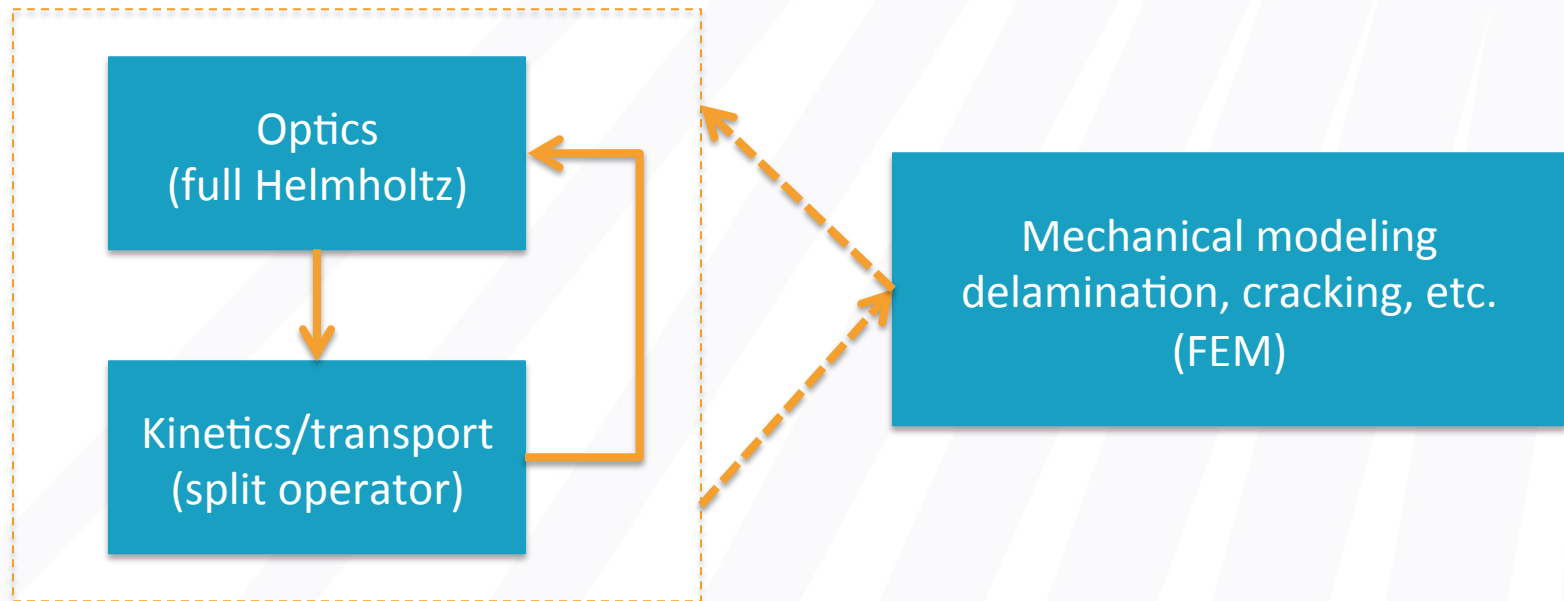 Optics
(full Helmholtz)
Kinetics/transport
(split operator)
Mechanical modeling
delamination, cracking, etc.
(FEM)